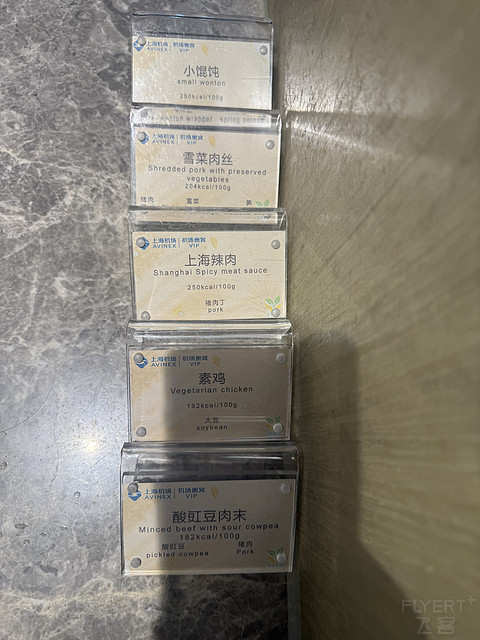 上海机场 机场贵宾
AVINEX VIP
小馄饨
small wonton
250kcal/100g
wonton wrapper
上海机场 机场贵宾
AVINEX VIP
雪菜肉丝
Shredded pork with preserved
vegetables
204kcal/100g
猪肉 雪菜 笋
上海机场 机场贵宾
AVINEX VIP
上海辣肉
Shanghai Spicy meat sauce
250kcal/100g
猪肉丁
pork
上海机场 机场贵宾
AVINEX VIP
素鸡
Vegetarian chicken
192kcal/100g
大豆
soybean
上海机场 机场贵宾
AVINEX VIP
酸豇豆肉末
Minced beef with sour cowpea
182kcal/100g
酸豇豆 猪肉
pickled cowpea Pork
FLYERT+
飞客